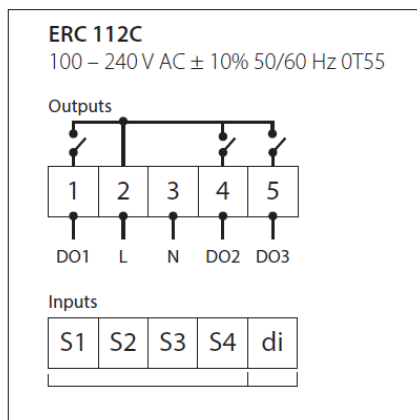 ERC 112C
100 – 240 V AC ± 10% 50/60 Hz 0T55
Outputs
1 2 3 4 5
DO1 L N DO2 DO3
Inputs
S1 S2 S3 S4 di